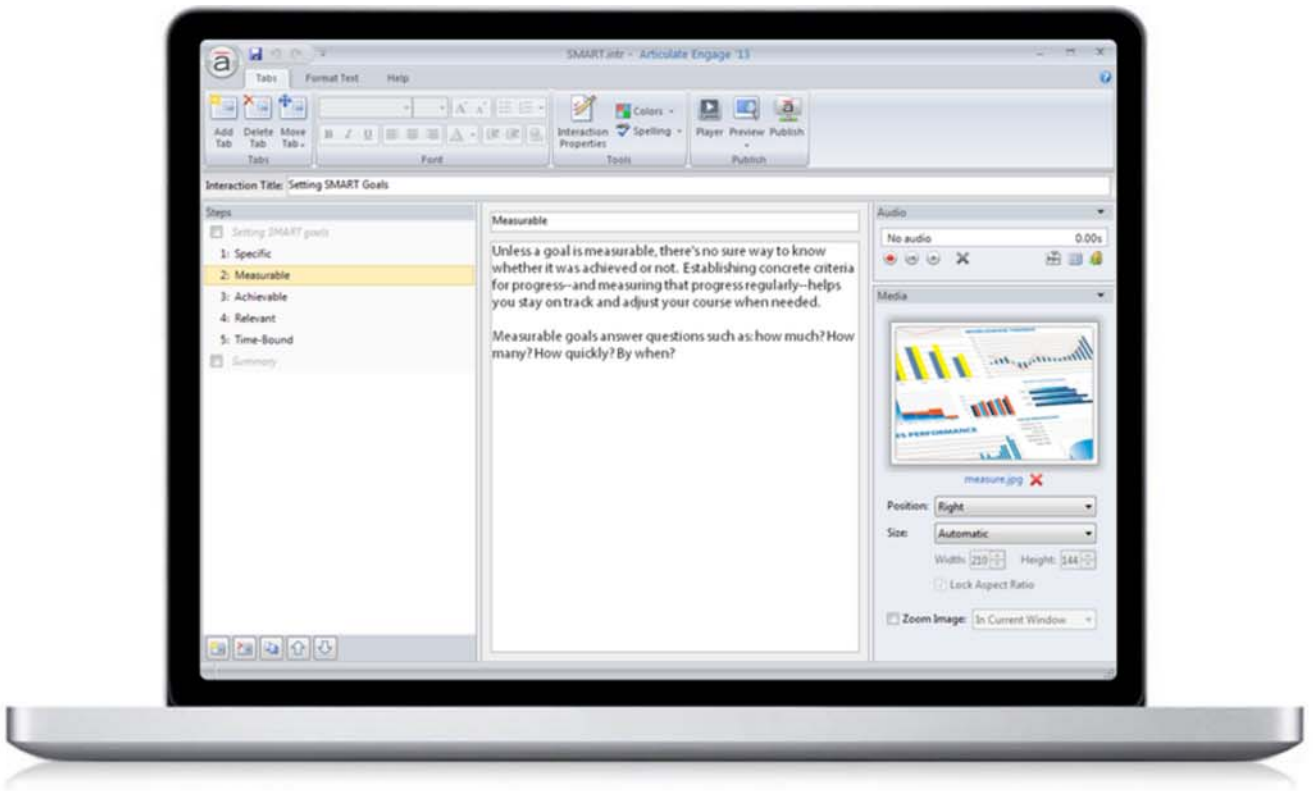 ā
SMART.intr - Articulate Engage '13
Tabs Format Text Help
Add Tab
Delete Tab
Move Tab
Tabs
B I U
Font
Interaction Properties
Colors
Spelling
Tools
Player Preview Publish
Publish
Interaction Title: Setting SMART Goals
Steps
Setting SMART goals
1: Specific
2: Measurable
3: Achievable
4: Relevant
5: Time-Bound
Summary
Measurable
Unless a goal is measurable, there's no sure way to know
whether it was achieved or not. Establishing concrete criteria
for progress--and measuring that progress regularly--helps
you stay on track and adjust your course when needed.
Measurable goals answer questions such as: how much? How
many? How quickly? By when?
Audio
No audio 0.00s
Media
PERFORMANCE
measure.jpg
Position: Right
Size: Automatic
Width: 210 Height: 144
Lock Aspect Ratio
Zoom Image: In Current Window